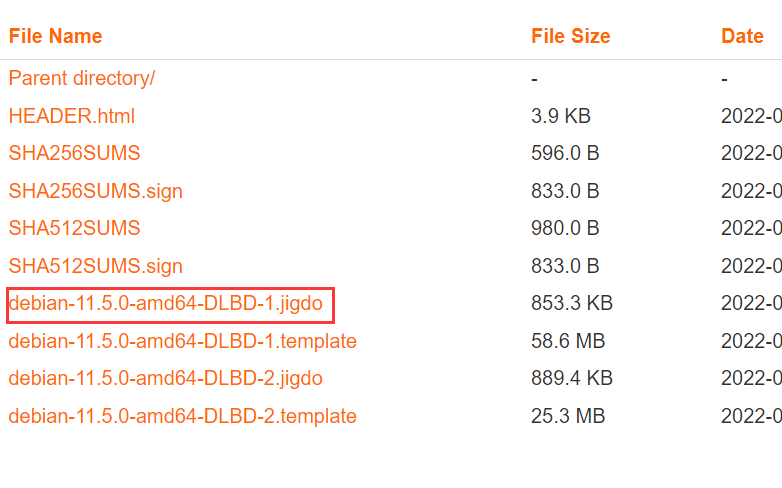 File Name File Size Date
Parent directory/ - -
HEADER.html 3.9 KB 2022-0
SHA256SUMS 596.0 B 2022-0
SHA256SUMS.sign 833.0 B 2022-0
SHA512SUMS 980.0 B 2022-0
SHA512SUMS.sign 833.0 B 2022-0
debian-11.5.0-amd64-DLBD-1.jigdo 853.3 KB 2022-0
debian-11.5.0-amd64-DLBD-1.template 58.6 MB 2022-0
debian-11.5.0-amd64-DLBD-2.jigdo 889.4 KB 2022-0
debian-11.5.0-amd64-DLBD-2.template 25.3 MB 2022-0